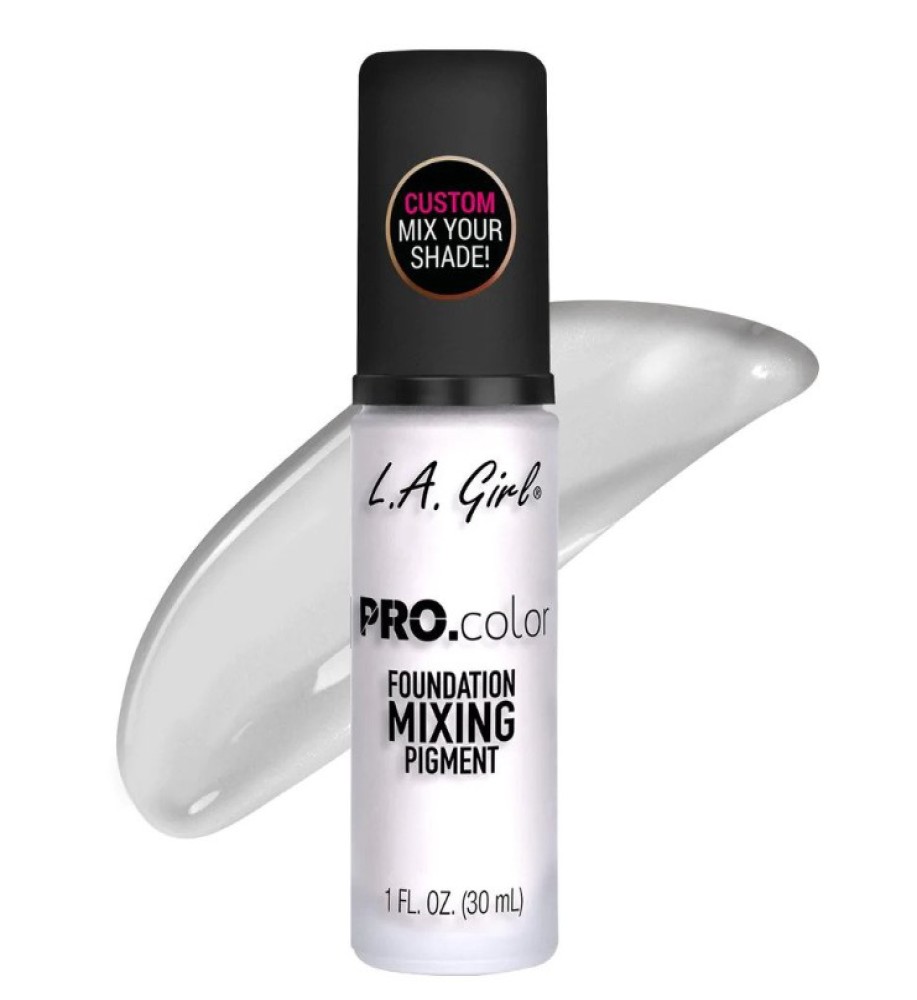 CUSTOM
MIX YOUR
SHADE!
L.A. Girl®
PRO.color
FOUNDATION
MIXING
PIGMENT
1 FL. OZ. (30 mL)